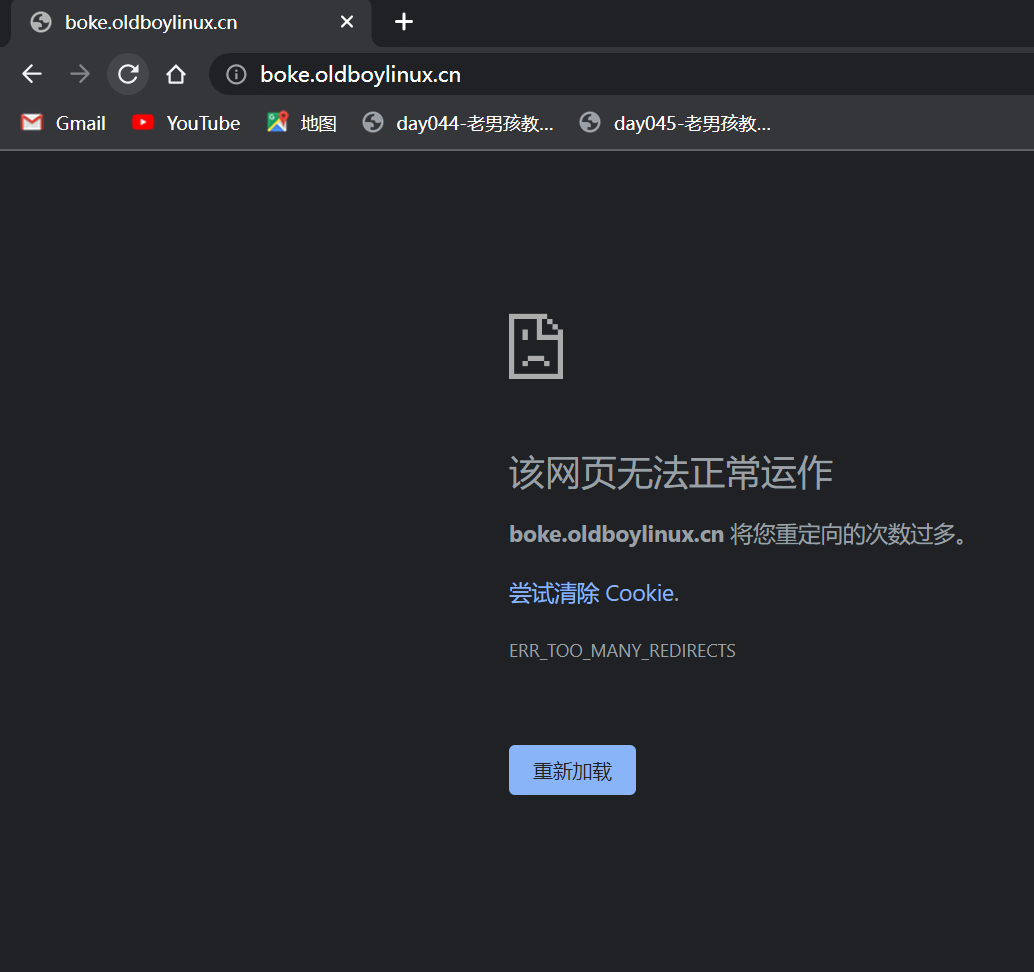 boke.oldboylinux.cn
boke.oldboylinux.cn
Gmail YouTube 地图 day044-老男孩教... day045-老男孩教...
该网页无法正常运作
boke.oldboylinux.cn 将您重定向的次数过多。
尝试清除 Cookie.
ERR_TOO_MANY_REDIRECTS
重新加载